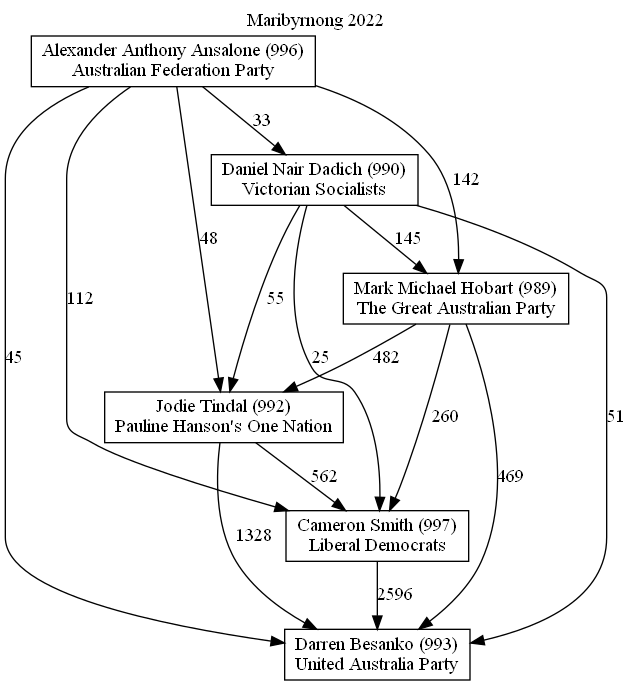 Maribyrnong 2022
Alexander Anthony Ansalone (996)
Australian Federation Party
33
Daniel Nair Dadich (990)
Victorian Socialists
142
48
145
Mark Michael Hobart (989)
The Great Australian Party
112
55
45
25
482
Jodie Tindal (992)
Pauline Hanson's One Nation
260
51
562
469
Cameron Smith (997)
Liberal Democrats
1328
2596
Darren Besanko (993)
United Australia Party